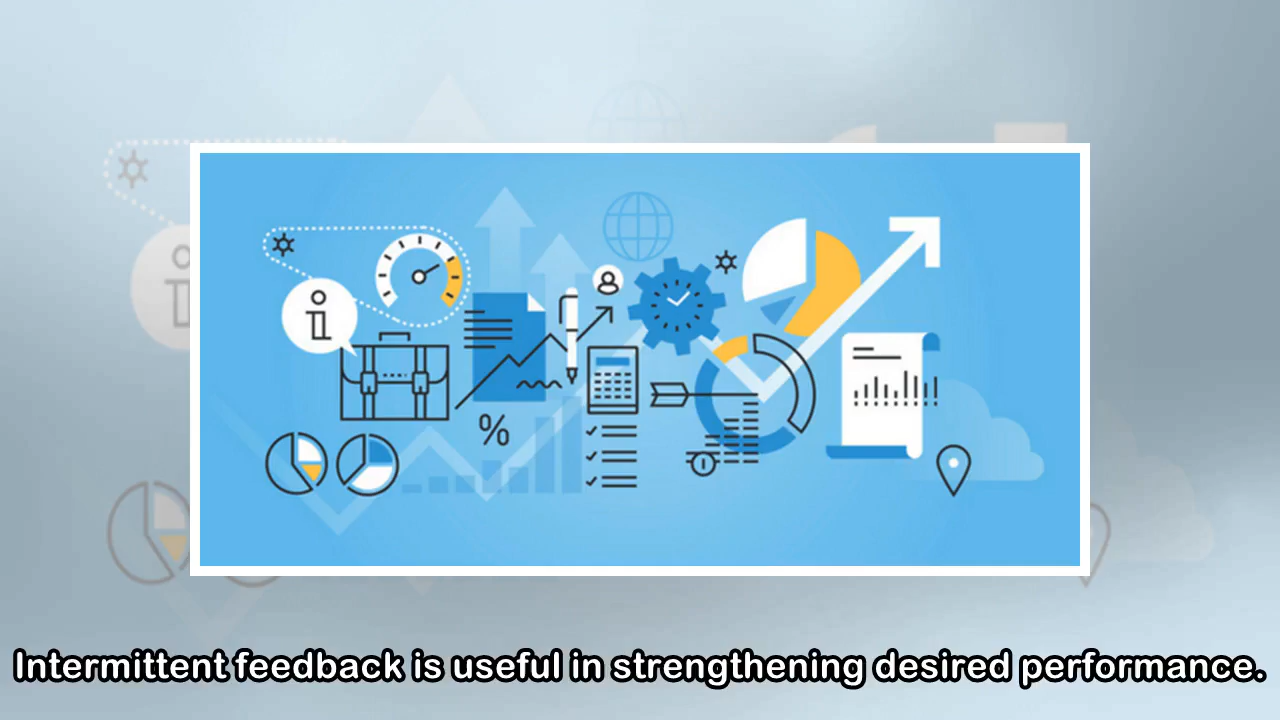 i
%
Intermittent feedback is useful in strengthening desired performance.